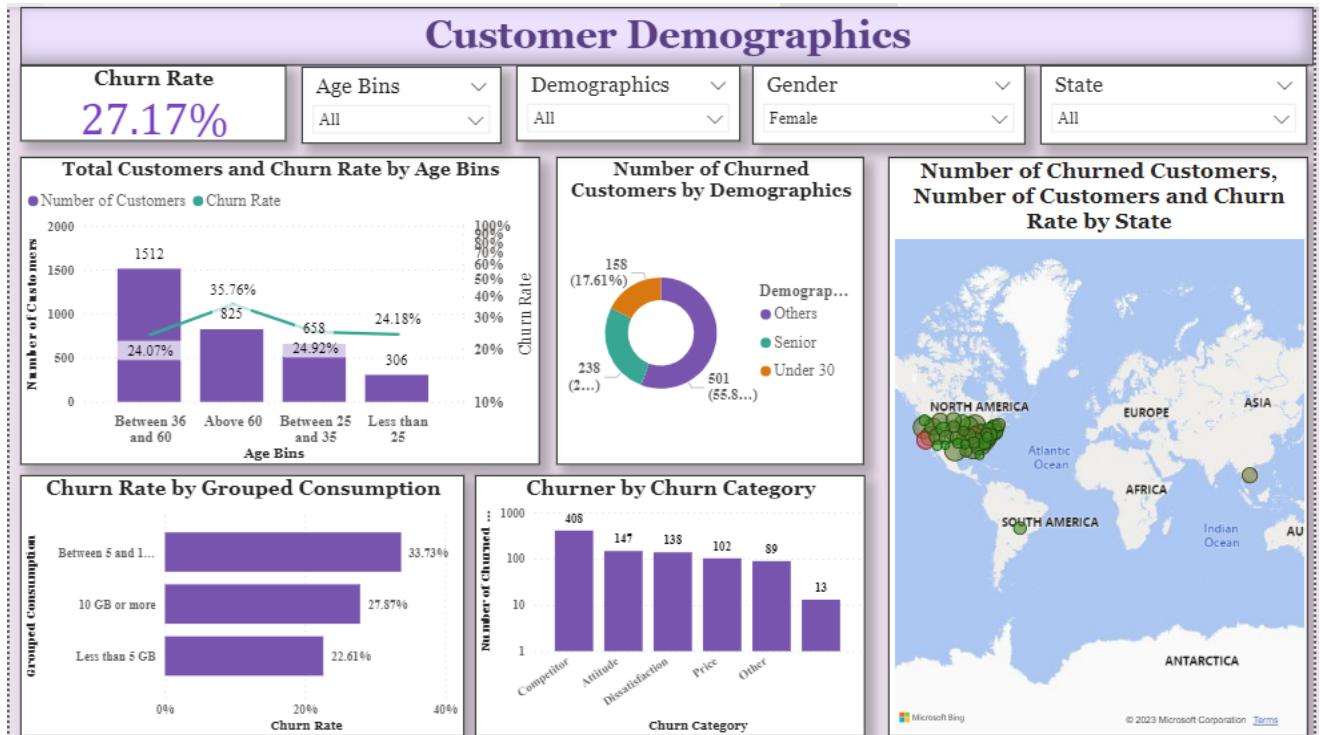 Customer Demographics
Churn Rate
27.17%
Age Bins
All
Demographics
All
Gender
Female
State
All
Total Customers and Churn Rate by Age Bins
Number of Customers
Churn Rate
Number of Customers
2000
1500
1000
500
0
1512
24.07%
35.76%
825
658
24.92%
24.18%
306
100%
90%
80%
70%
60%
50%
40%
30%
20%
10%
Churn Rate
Between 36
and 60
Above 60
Between 25
and 35
Less than
25
Age Bins
Number of Churned
Customers by Demographics
158
(17.61%)
238
(2...)
501
(55.8...)
Demograp...
Others
Senior
Under 30
Number of Churned Customers,
Number of Customers and Churn
Rate by State
NORTH AMERICA
EUROPE
ASIA
Atlantic
Ocean
AFRICA
SOUTH AMERICA
Indian
Ocean
AU
ANTARCTICA
Microsoft Bing
© 2023 Microsoft Corporation
Terms
Churn Rate by Grouped Consumption
Grouped Consumption
Between 5 and 1...
33.73%
10 GB or more
27.87%
Less than 5 GB
22.61%
0%
20%
40%
Churn Rate
Churner by Churn Category
Number of Churned ...
1000
100
10
1
408
147
138
102
89
13
Competitor
Attitude
Dissatisfaction
Price
Other
Churn Category